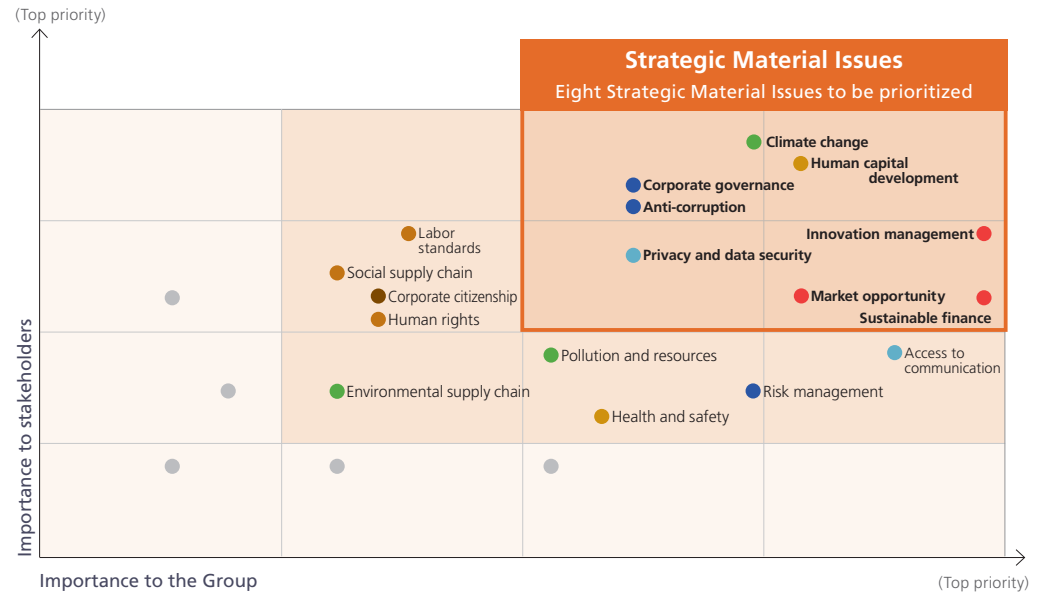 (Top priority)
Strategic Material Issues
Eight Strategic Material Issues to be prioritized
Climate change
Human capital
development
Corporate governance
Anti-corruption
Labor
standards
Innovation management
Privacy and data security
Social supply chain
Corporate citizenship
Market opportunity
Human rights
Sustainable finance
Pollution and resources
Access to
communication
Environmental supply chain
Risk management
Health and safety
Importance to stakeholders
Importance to the Group
(Top priority)